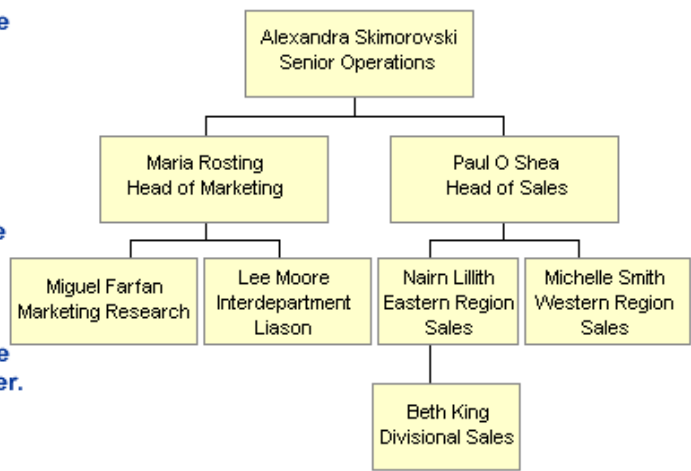 e
Alexandra Skimorovski
Senior Operations
Maria Rosting
Head of Marketing
Paul O Shea
Head of Sales
e
Miguel Farfan
Marketing Research
Lee Moore
Interdepartment
Liason
Nairn Lillith
Eastern Region
Sales
Michelle Smith
Western Region
Sales
e
er.
Beth King
Divisional Sales